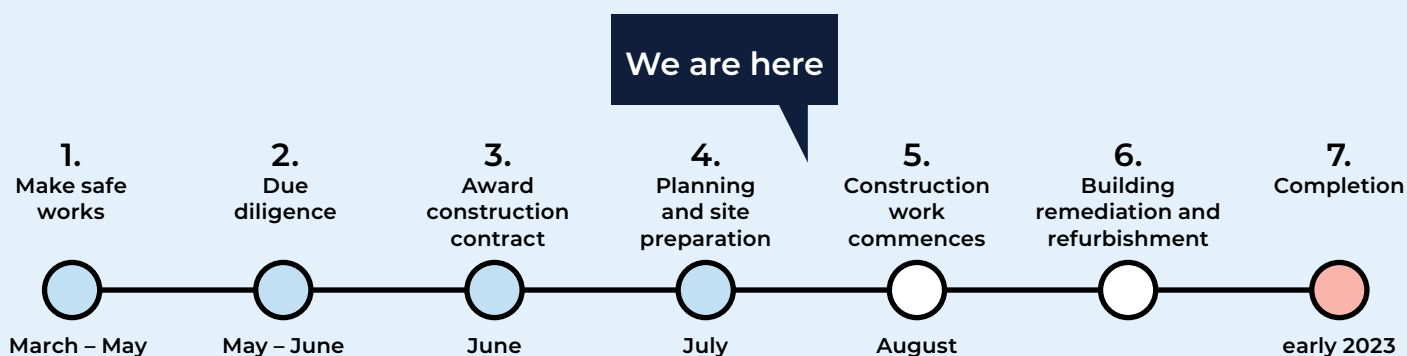 We are here
1.
Make safe
works
March – May
2.
Due
diligence
May – June
3.
Award
construction
contract
June
4.
Planning
and site
preparation
July
5.
Construction
work
commences
August
6.
Building
remediation and
refurbishment
7.
Completion
early 2023